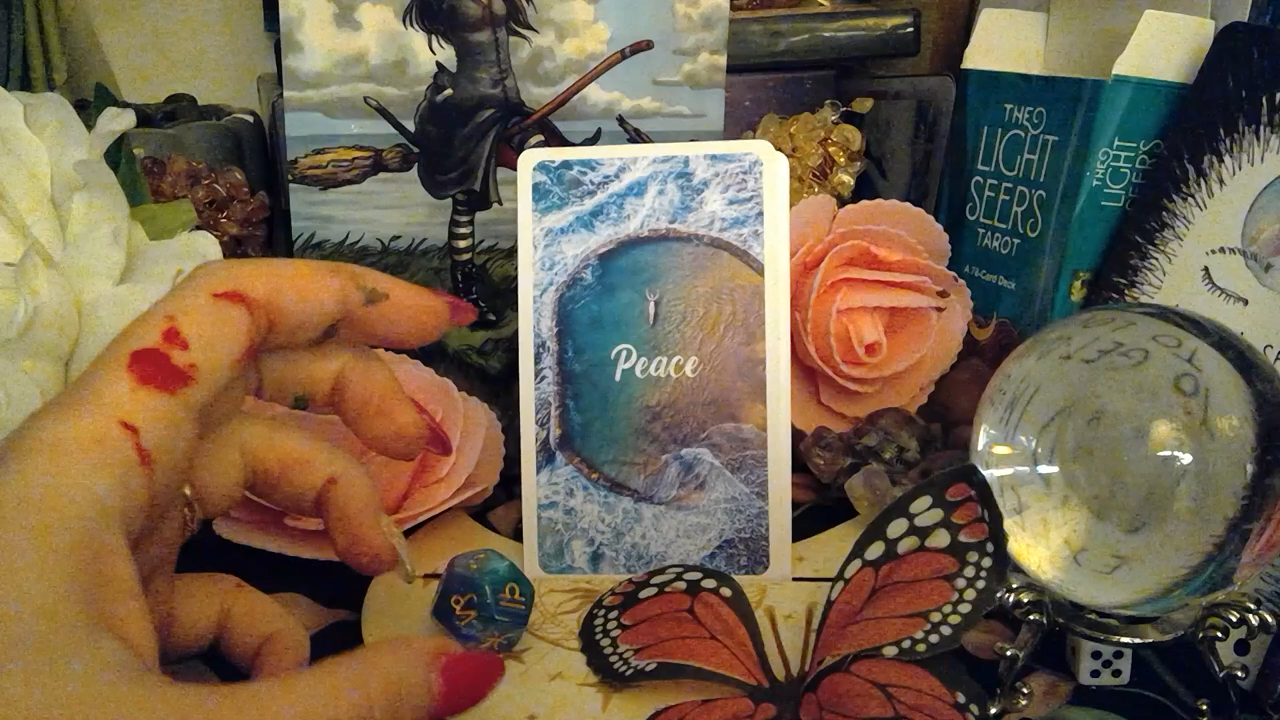 Peace
THE
LIGHT
SEER'S
TAROT
A 78-Card Deck
THE
LIGHT
SEER'S